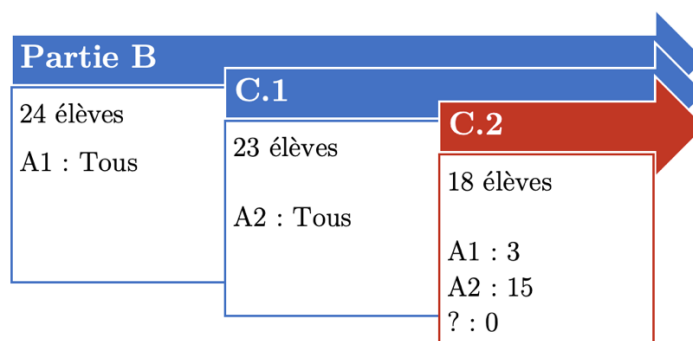 Partie B
24 élèves
A1 : Tous
C.1
23 élèves
A2 : Tous
C.2
18 élèves
A1 : 3
A2 : 15
? : 0